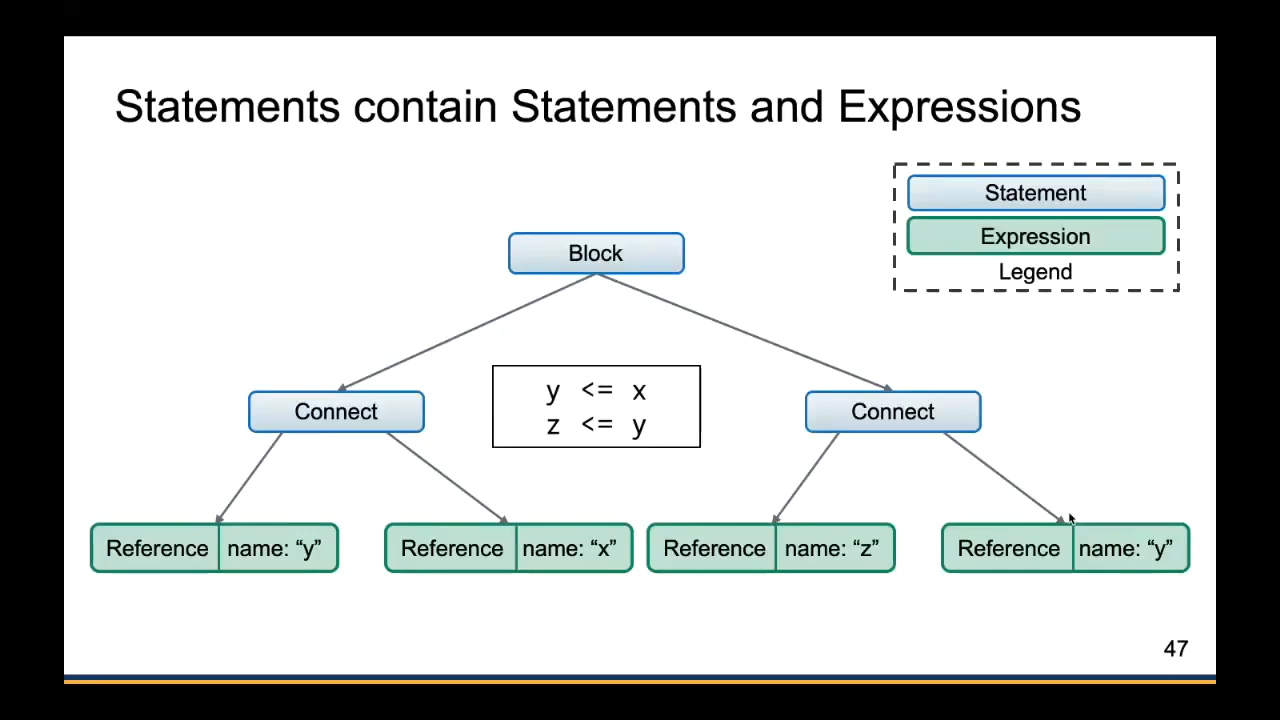 Statements contain Statements and Expressions
Statement
Expression
Legend
Block
y <= x
z <= y
Connect
Connect
Reference name: “y”
Reference name: “x”
Reference name: “z”
Reference name: “y”
47